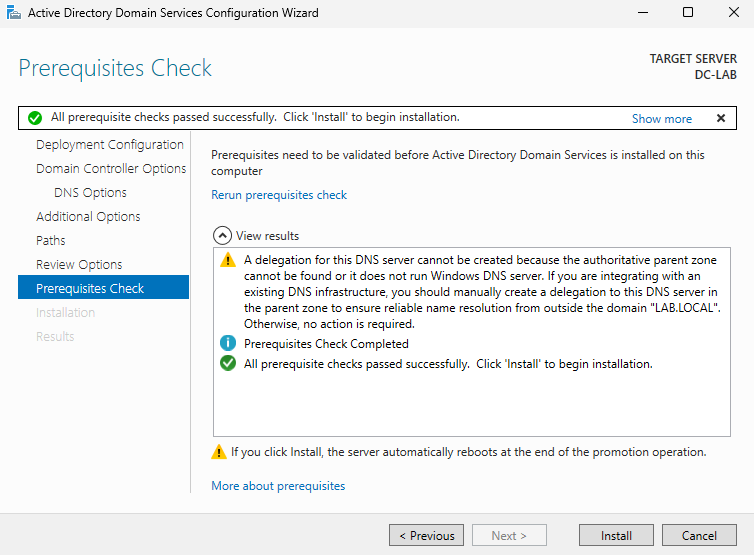 Active Directory Domain Services Configuration Wizard
Prerequisites Check
TARGET SERVER
DC-LAB
All prerequisite checks passed successfully.  Click 'Install' to begin installation.
Show more
Deployment Configuration
Domain Controller Options
DNS Options
Additional Options
Paths
Review Options
Prerequisites Check
Installation
Results
Prerequisites need to be validated before Active Directory Domain Services is installed on this
computer
Rerun prerequisites check
View results
A delegation for this DNS server cannot be created because the authoritative parent zone
cannot be found or it does not run Windows DNS server. If you are integrating with an
existing DNS infrastructure, you should manually create a delegation to this DNS server in
the parent zone to ensure reliable name resolution from outside the domain "LAB.LOCAL".
Otherwise, no action is required.
Prerequisites Check Completed
All prerequisite checks passed successfully.  Click 'Install' to begin installation.
If you click Install, the server automatically reboots at the end of the promotion operation.
More about prerequisites
< Previous
Next >
Install
Cancel